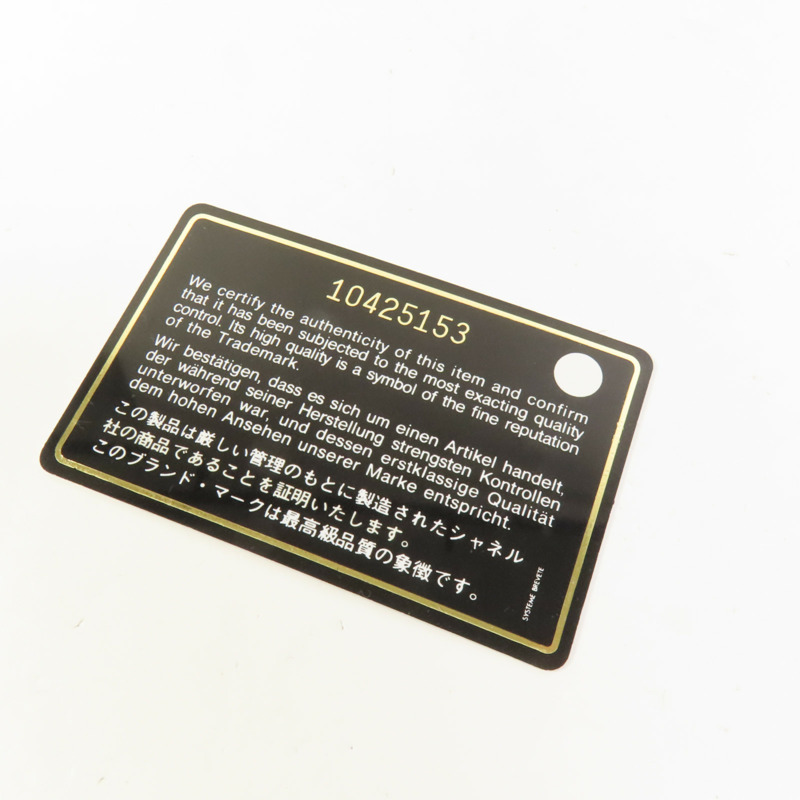 10425153
We certify the authenticity of this item and confirm
that it has been subjected to the most exacting quality
control. Its high quality is a symbol of the fine reputation
of the Trademark.
Wir bestätigen, dass es sich um einen Artikel handelt,
der während seiner Herstellung strengsten Kontrollen
unterworfen war, und dessen erstklassige Qualität
dem hohen Ansehen unserer Marke entspricht.
この製品は厳しい管理のもとに製造されたシャネル
社の商品であることを証明いたします。
このブランド・マークは最高級品質の象徴です。
SYSTEME BREVETE